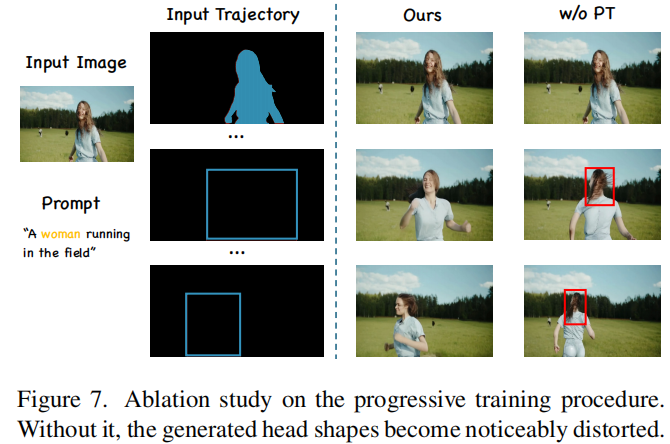 Input Trajectory
Ours
w/o PT
Input Image
...
Prompt
"A woman running
in the field"
...
Figure 7. Ablation study on the progressive training procedure.
Without it, the generated head shapes become noticeably distorted.